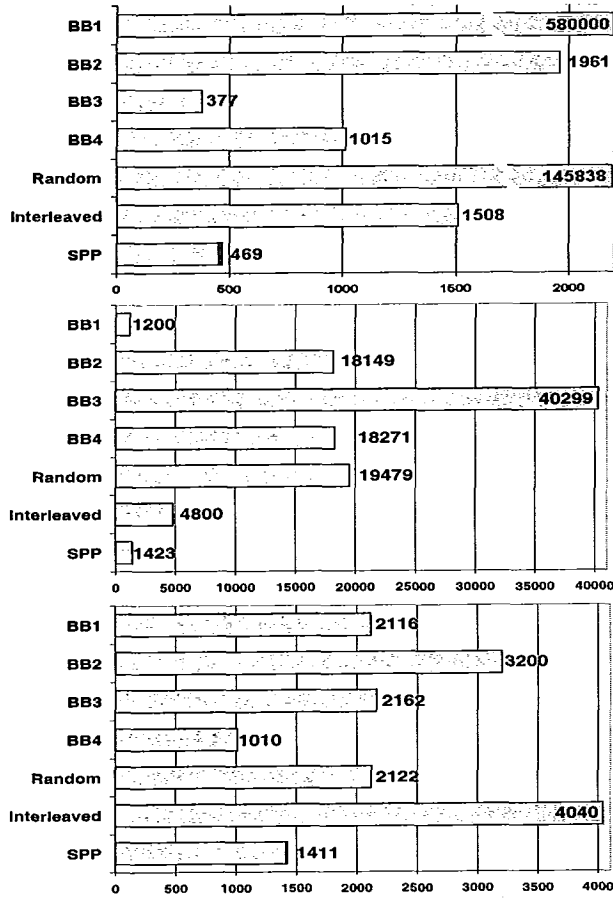 BB1 580000
BB2 1961
BB3 377
BB4 1015
Random 145838
Interleaved 1508
SPP 469
0 500 1000 1500 2000
BB1 1200
BB2 18149
BB3 40299
BB4 18271
Random 19479
Interleaved 4800
SPP 1423
0 5000 10000 15000 20000 25000 30000 35000 40000
BB1 2116
BB2 3200
BB3 2162
BB4 1010
Random 2122
Interleaved 4040
SPP 1411
0 500 1000 1500 2000 2500 3000 3500 4000